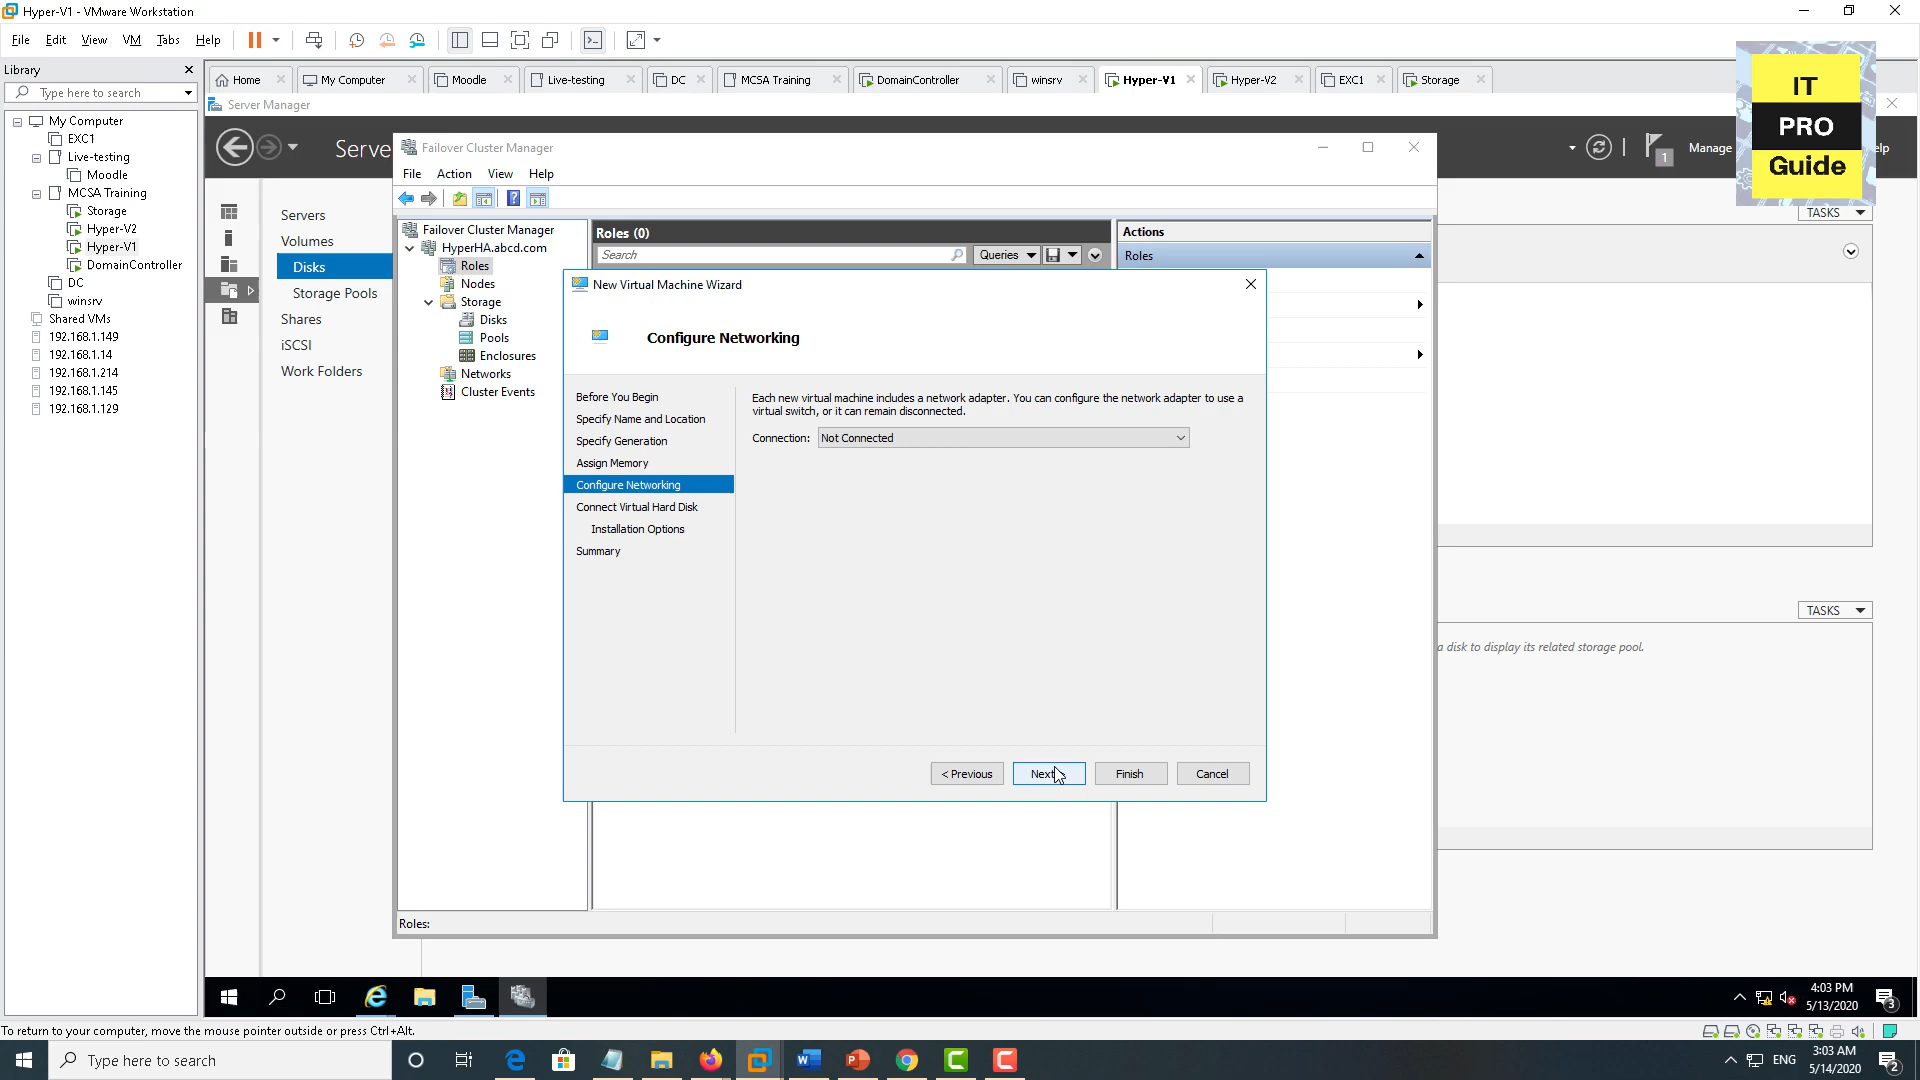 Hyper-V1 - VMware Workstation
File Edit View VM Tabs Help
Library
Type here to search
My Computer
EXC1
Live-testing
Moodle
MCSA Training
Storage
Hyper-V2
Hyper-V1
DomainController
DC
winsrv
Shared VMs
192.168.1.149
192.168.1.14
192.168.1.214
192.168.1.145
192.168.1.129
Home My Computer Moodle Live-testing DC MCSA Training DomainController winsrv Hyper-V1 Hyper-V2 EXC1 Storage
Server Manager
Serve
1 Manage
elp
IT
PRO
Guide
Servers
Volumes
Disks
Storage Pools
Shares
iSCSI
Work Folders
TASKS
TASKS
a disk to display its related storage pool.
Failover Cluster Manager
File Action View Help
Failover Cluster Manager
HyperHA.abcd.com
Roles
Nodes
Storage
Disks
Pools
Enclosures
Networks
Cluster Events
Roles (0)
Search
Queries
Actions
Roles
New Virtual Machine Wizard
Configure Networking
Before You Begin
Specify Name and Location
Specify Generation
Assign Memory
Configure Networking
Connect Virtual Hard Disk
Installation Options
Summary
Each new virtual machine includes a network adapter. You can configure the network adapter to use a
virtual switch, or it can remain disconnected.
Connection: Not Connected
< Previous Next Finish Cancel
Roles:
4:03 PM
5/13/2020
3
To return to your computer, move the mouse pointer outside or press Ctrl+Alt.
Type here to search
ENG
3:03 AM
5/14/2020
2